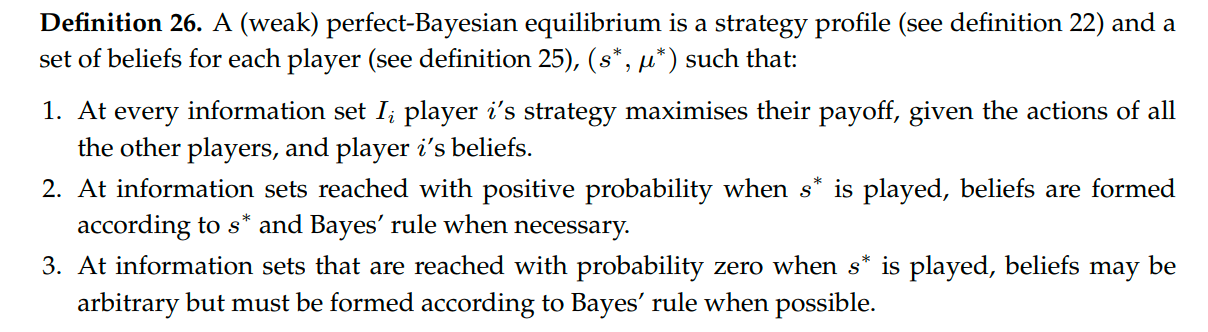 Definition 26. A (weak) perfect-Bayesian equilibrium is a strategy profile (see definition 22) and a
set of beliefs for each player (see definition 25), (s*, μ*) such that:
1. At every information set Iᵢ player i's strategy maximises their payoff, given the actions of all
the other players, and player i's beliefs.
2. At information sets reached with positive probability when s* is played, beliefs are formed
according to s* and Bayes' rule when necessary.
3. At information sets that are reached with probability zero when s* is played, beliefs may be
arbitrary but must be formed according to Bayes' rule when possible.